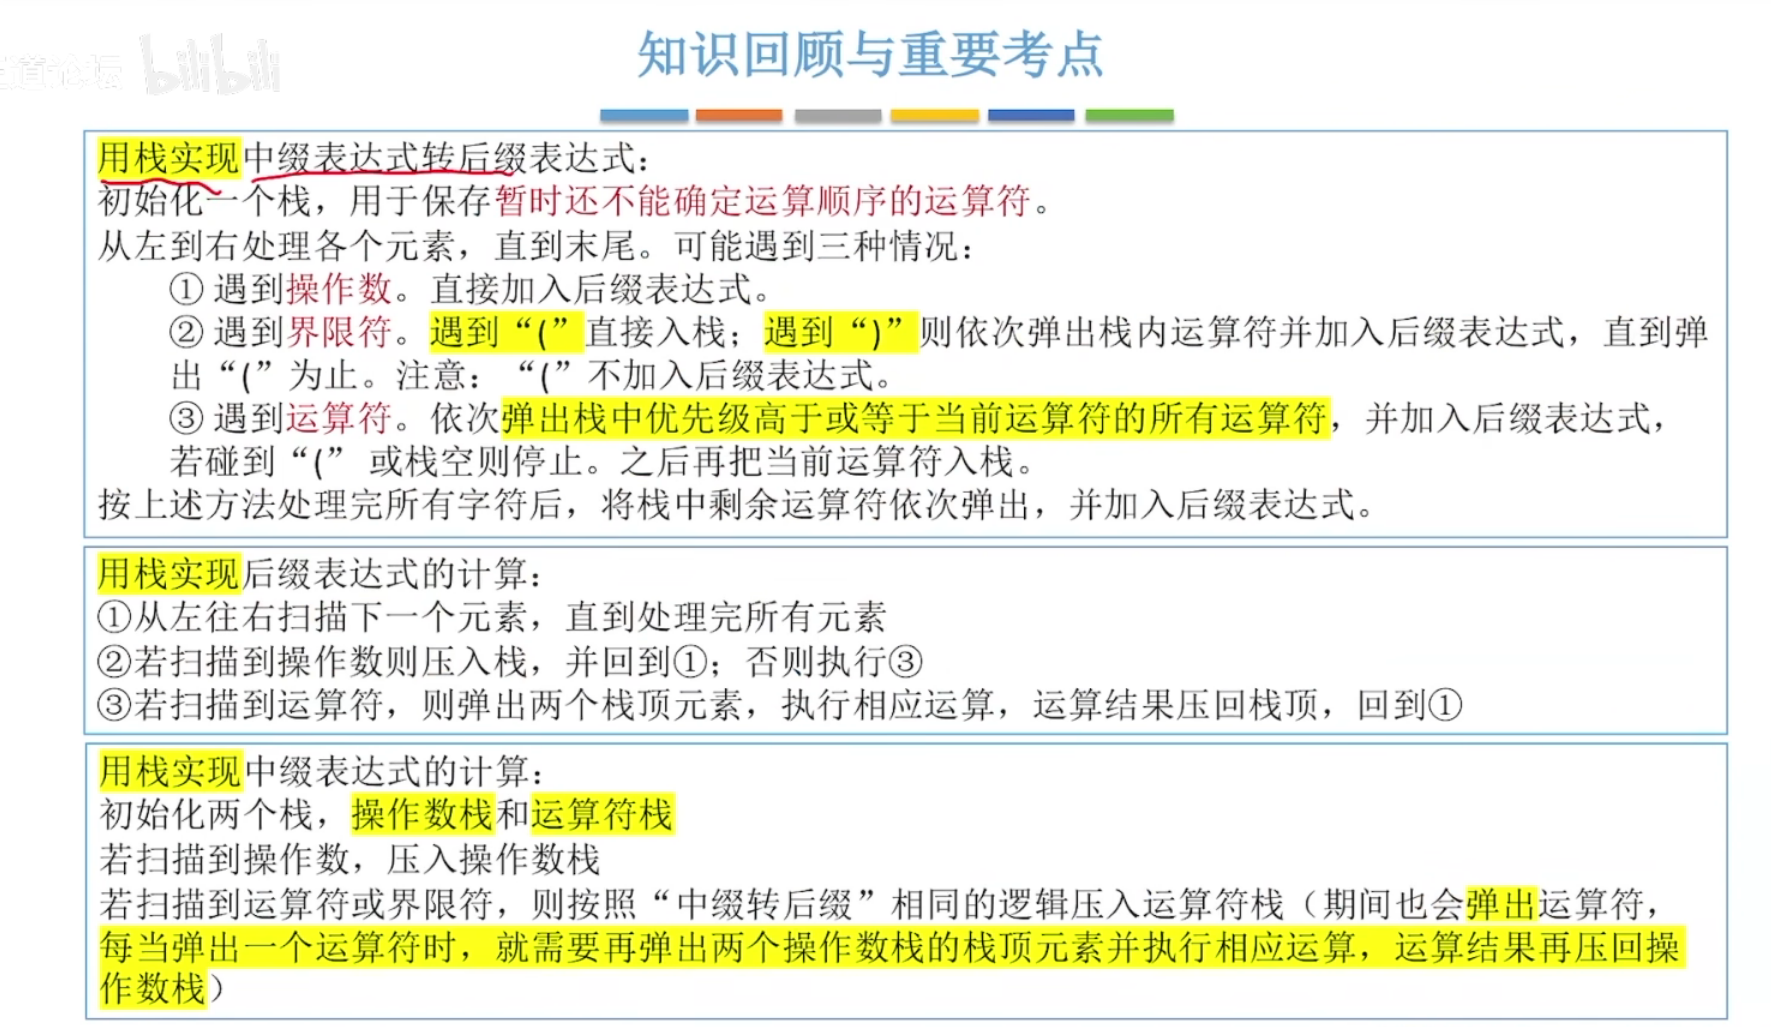 bilibili
知识回顾与重要考点
用栈实现中缀表达式转后缀表达式：
初始化一个栈，用于保存暂时还不能确定运算顺序的运算符。
从左到右处理各个元素，直到末尾。可能遇到三种情况：
① 遇到操作数。直接加入后缀表达式。
② 遇到界限符。遇到“(”直接入栈；遇到“)”则依次弹出栈内运算符并加入后缀表达式，直到弹
出“(”为止。注意：“(”不加入后缀表达式。
③ 遇到运算符。依次弹出栈中优先级高于或等于当前运算符的所有运算符，并加入后缀表达式，
若碰到“(” 或栈空则停止。之后再把当前运算符入栈。
按上述方法处理完所有字符后，将栈中剩余运算符依次弹出，并加入后缀表达式。
用栈实现后缀表达式的计算：
①从左往右扫描下一个元素，直到处理完所有元素
②若扫描到操作数则压入栈，并回到①；否则执行③
③若扫描到运算符，则弹出两个栈顶元素，执行相应运算，运算结果压回栈顶，回到①
用栈实现中缀表达式的计算：
初始化两个栈，操作数栈和运算符栈
若扫描到操作数，压入操作数栈
若扫描到运算符或界限符，则按照“中缀转后缀”相同的逻辑压入运算符栈（期间也会弹出运算符，
每当弹出一个运算符时，就需要再弹出两个操作数栈的栈顶元素并执行相应运算，运算结果再压回操
作数栈）